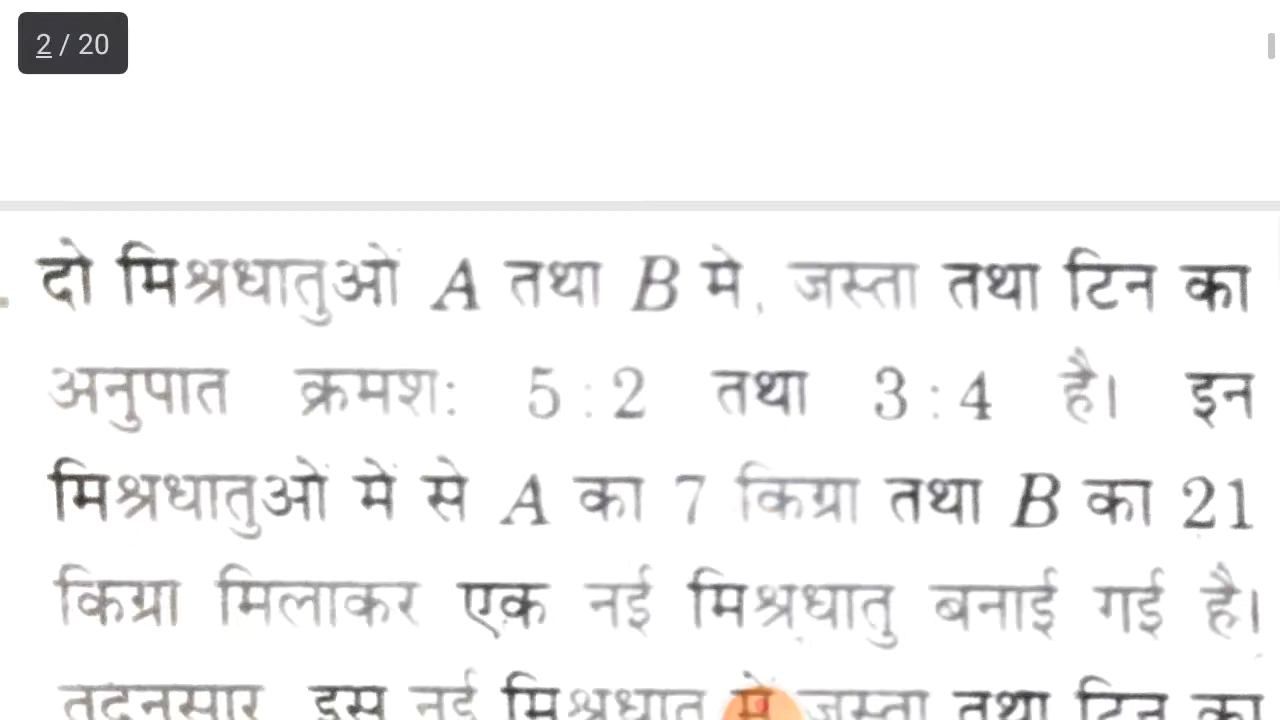 2 / 20
दो मिश्रधातुओं A तथा B मे, जस्ता तथा टिन का
अनुपात क्रमश: 5 : 2 तथा 3 : 4 है। इन
मिश्रधातुओं में से A का 7 किग्रा तथा B का 21
किग्रा मिलाकर एक नई मिश्रधातु बनाई गई है।
तदनुसार इस नई मिश्रधातु में जस्ता तथा टिन का